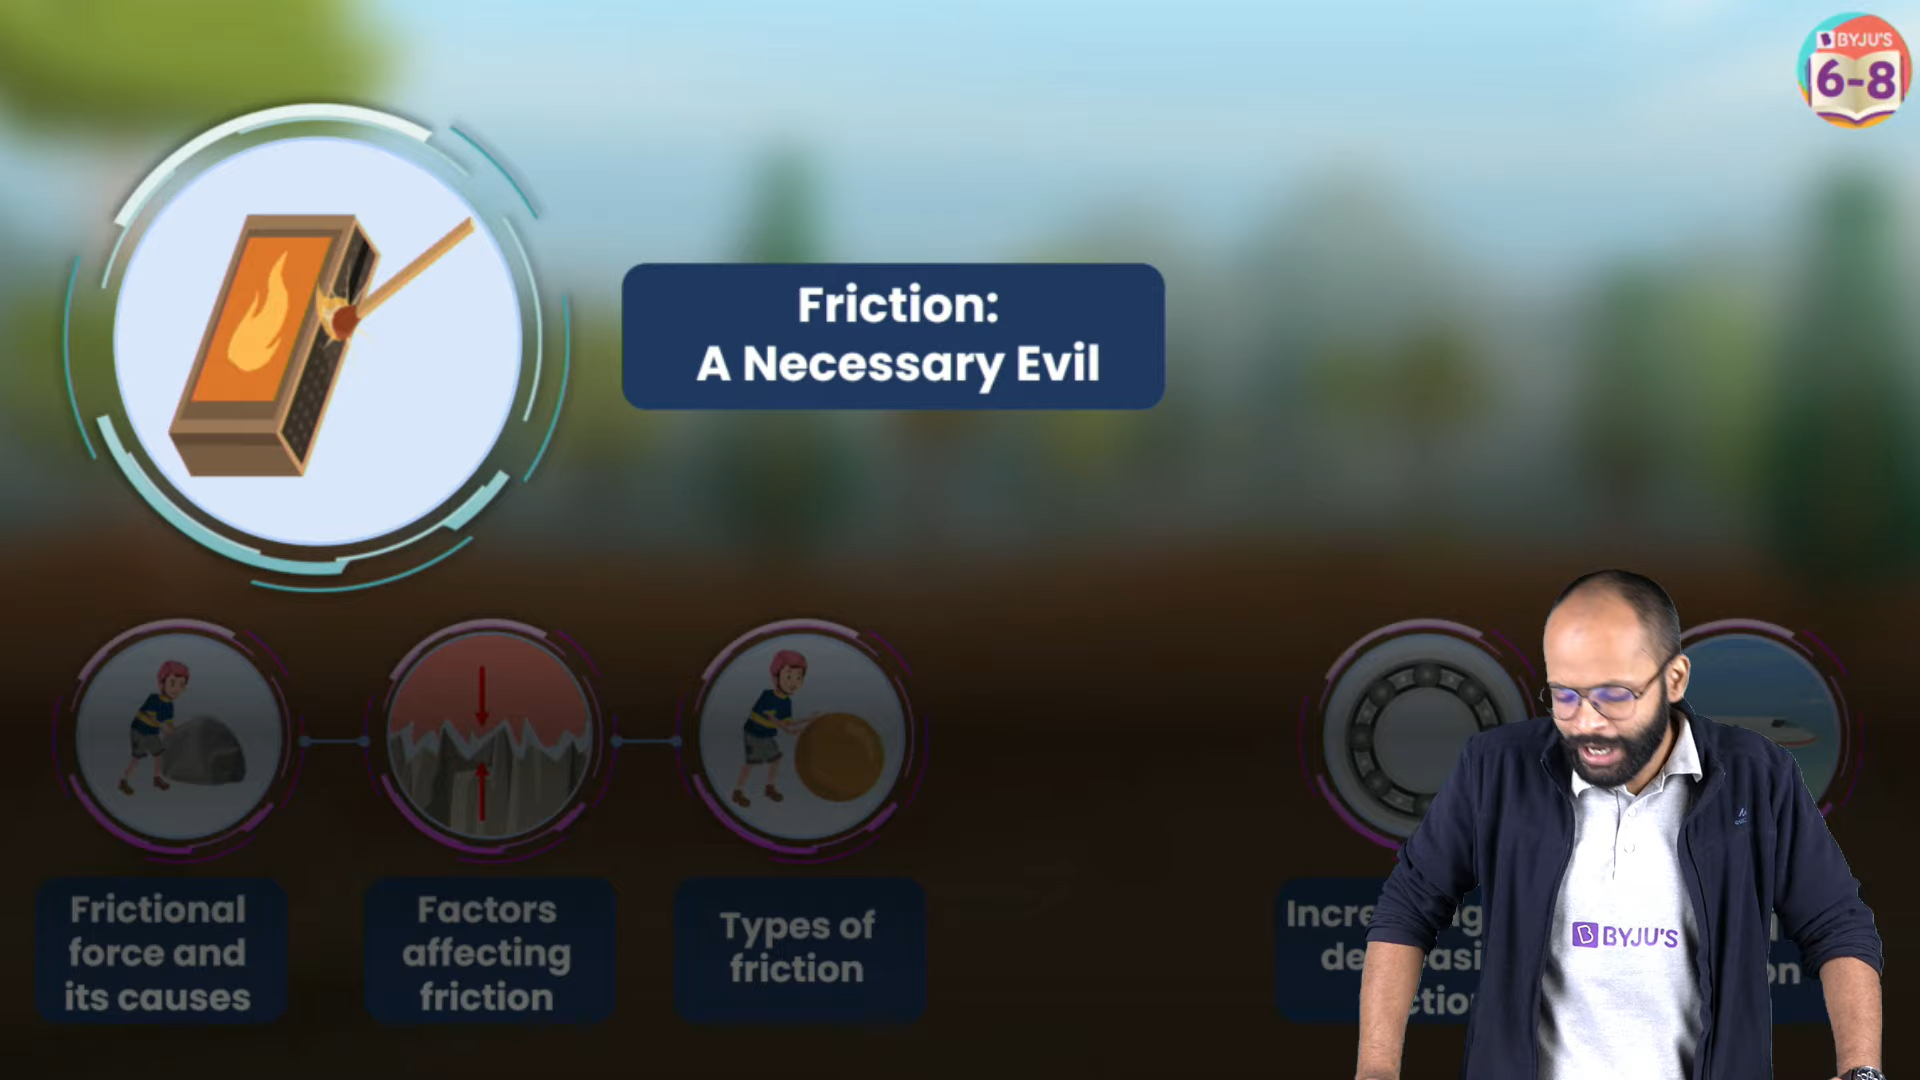 BYJU'S
6-8
Friction:
A Necessary Evil
Frictional
force and
its causes
Factors
affecting
friction
Types of
friction
BYJU'S